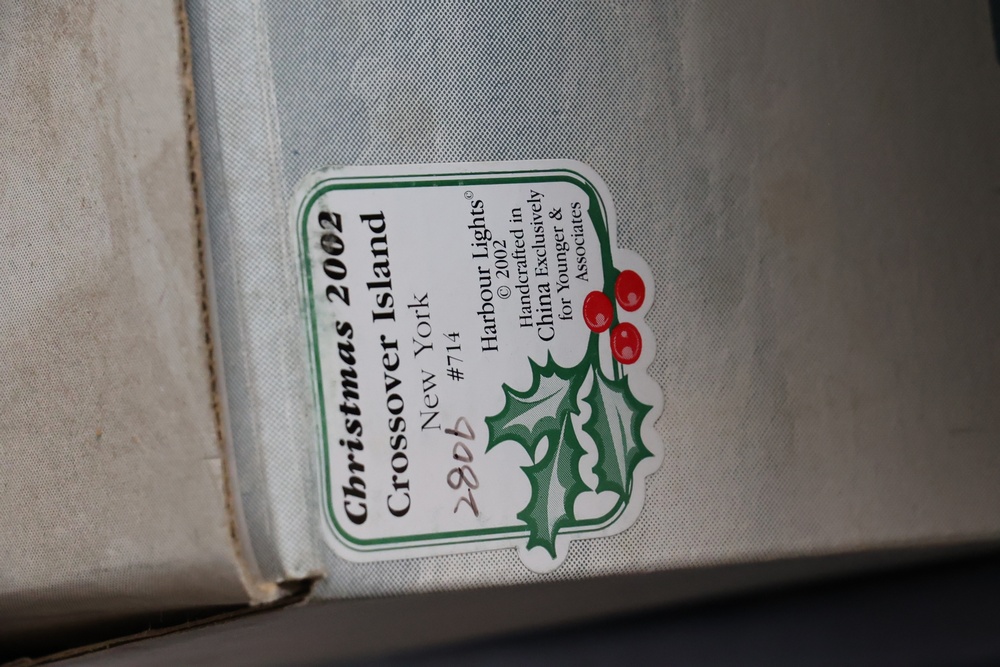 Christmas 2002
Crossover Island
New York
#714
2806
Harbour Lights©
© 2002
Handcrafted in
China Exclusively
for Younger &
Associates